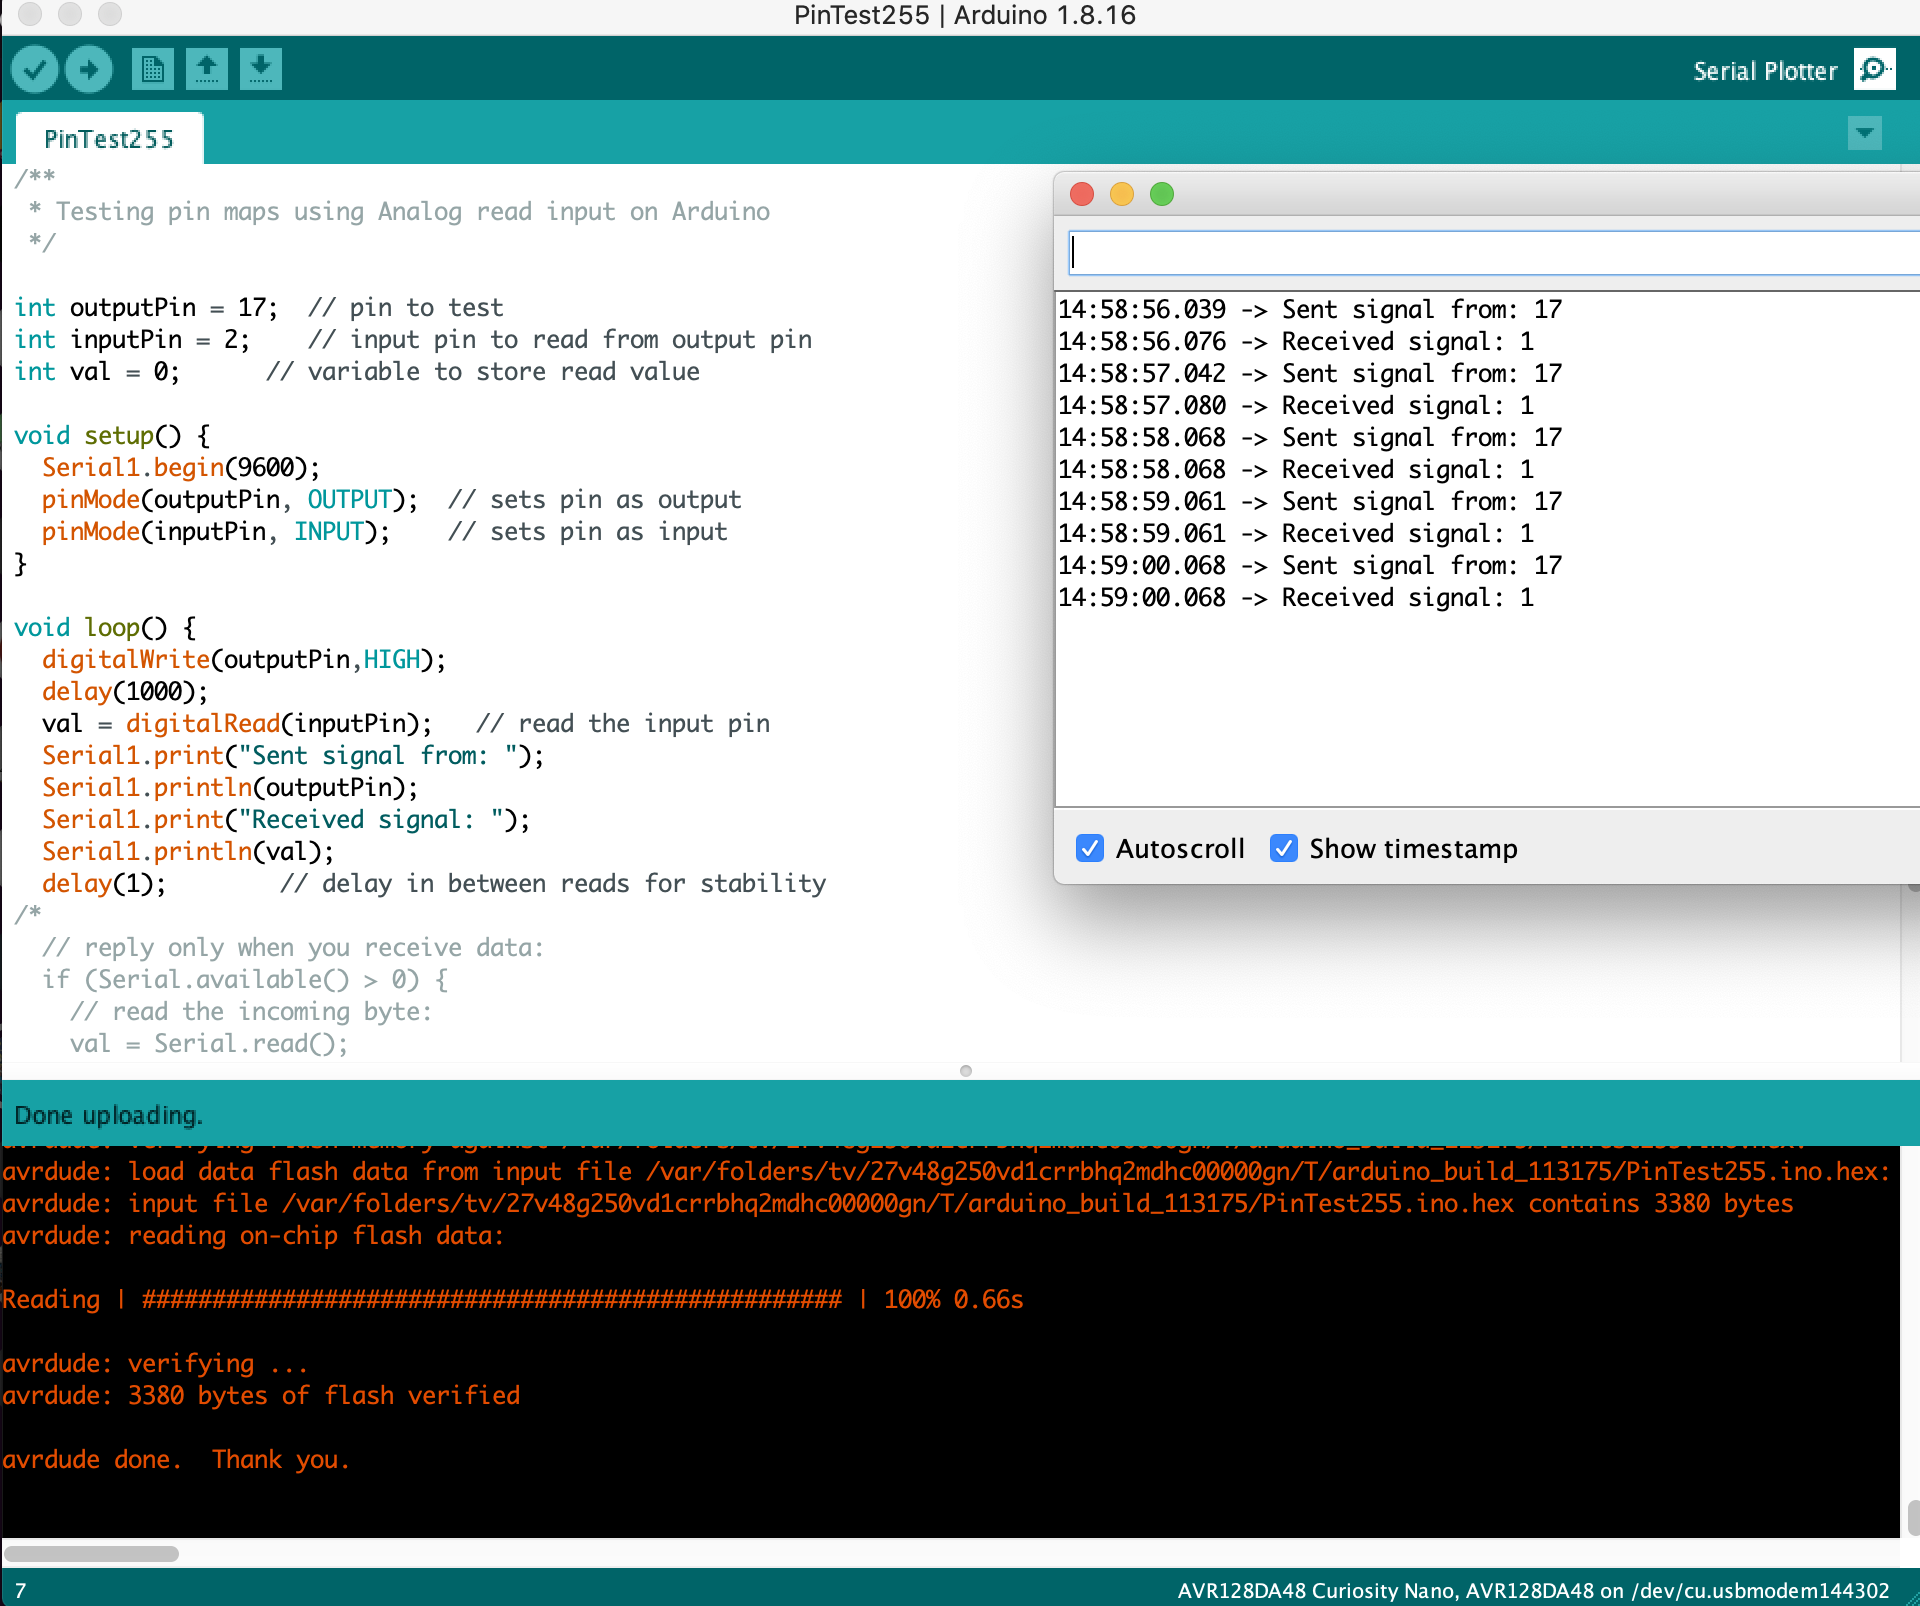 PinTest255 | Arduino 1.8.16
Serial Plotter
PinTest255
/**
 * Testing pin maps using Analog read input on Arduino
 */
int outputPin = 17;  // pin to test
int inputPin = 2;    // input pin to read from output pin
int val = 0;      // variable to store read value
void setup() {
  Serial1.begin(9600);
  pinMode(outputPin, OUTPUT);  // sets pin as output
  pinMode(inputPin, INPUT);    // sets pin as input
}
void loop() {
  digitalWrite(outputPin,HIGH);
  delay(1000);
  val = digitalRead(inputPin);   // read the input pin
  Serial1.print("Sent signal from: ");
  Serial1.println(outputPin);
  Serial1.print("Received signal: ");
  Serial1.println(val);
  delay(1);        // delay in between reads for stability
/*
  // reply only when you receive data:
  if (Serial.available() > 0) {
    // read the incoming byte:
    val = Serial.read();
14:58:56.039 -> Sent signal from: 17
14:58:56.076 -> Received signal: 1
14:58:57.042 -> Sent signal from: 17
14:58:57.080 -> Received signal: 1
14:58:58.068 -> Sent signal from: 17
14:58:58.068 -> Received signal: 1
14:58:59.061 -> Sent signal from: 17
14:58:59.061 -> Received signal: 1
14:59:00.068 -> Sent signal from: 17
14:59:00.068 -> Received signal: 1
Autoscroll Show timestamp
Done uploading.
avrdude: load data flash data from input file /var/folders/tv/27v48g250vd1crrbhq2mdhc00000gn/T/arduino_build_113175/PinTest255.ino.hex:
avrdude: input file /var/folders/tv/27v48g250vd1crrbhq2mdhc00000gn/T/arduino_build_113175/PinTest255.ino.hex contains 3380 bytes
avrdude: reading on-chip flash data:
Reading | ################################################## | 100% 0.66s
avrdude: verifying ...
avrdude: 3380 bytes of flash verified
avrdude done.  Thank you.
7
AVR128DA48 Curiosity Nano, AVR128DA48 on /dev/cu.usbmodem144302